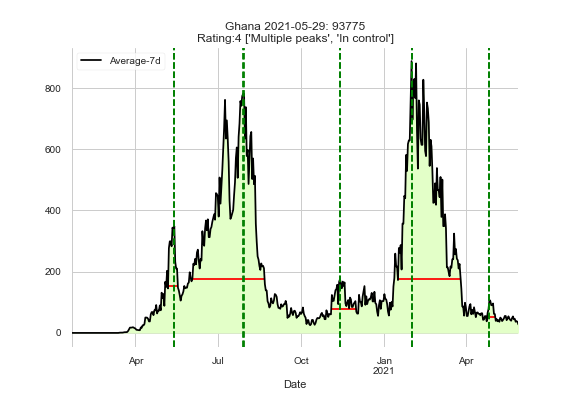 Ghana 2021-05-29: 93775
Rating:4 ['Multiple peaks', 'In control']
Average-7d
800
600
400
200
0
Apr
Jul
Oct
Jan
2021
Apr
Date